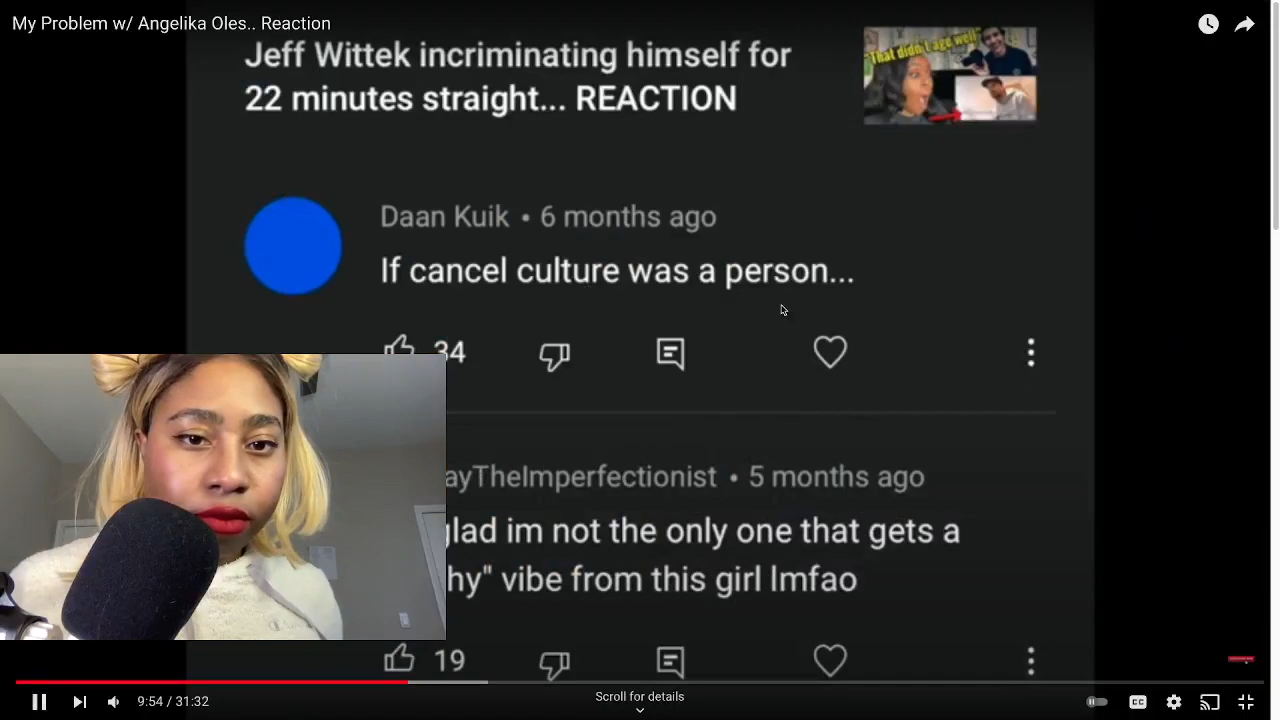 My Problem w/ Angelika Oles.. Reaction
Jeff Wittek incriminating himself for
22 minutes straight... REACTION
"That didn't age well"
Daan Kuik • 6 months ago
If cancel culture was a person...
34
ayTheImperfectionist • 5 months ago
glad im not the only one that gets a
hy" vibe from this girl lmfao
19
9:54 / 31:32
Scroll for details
CC